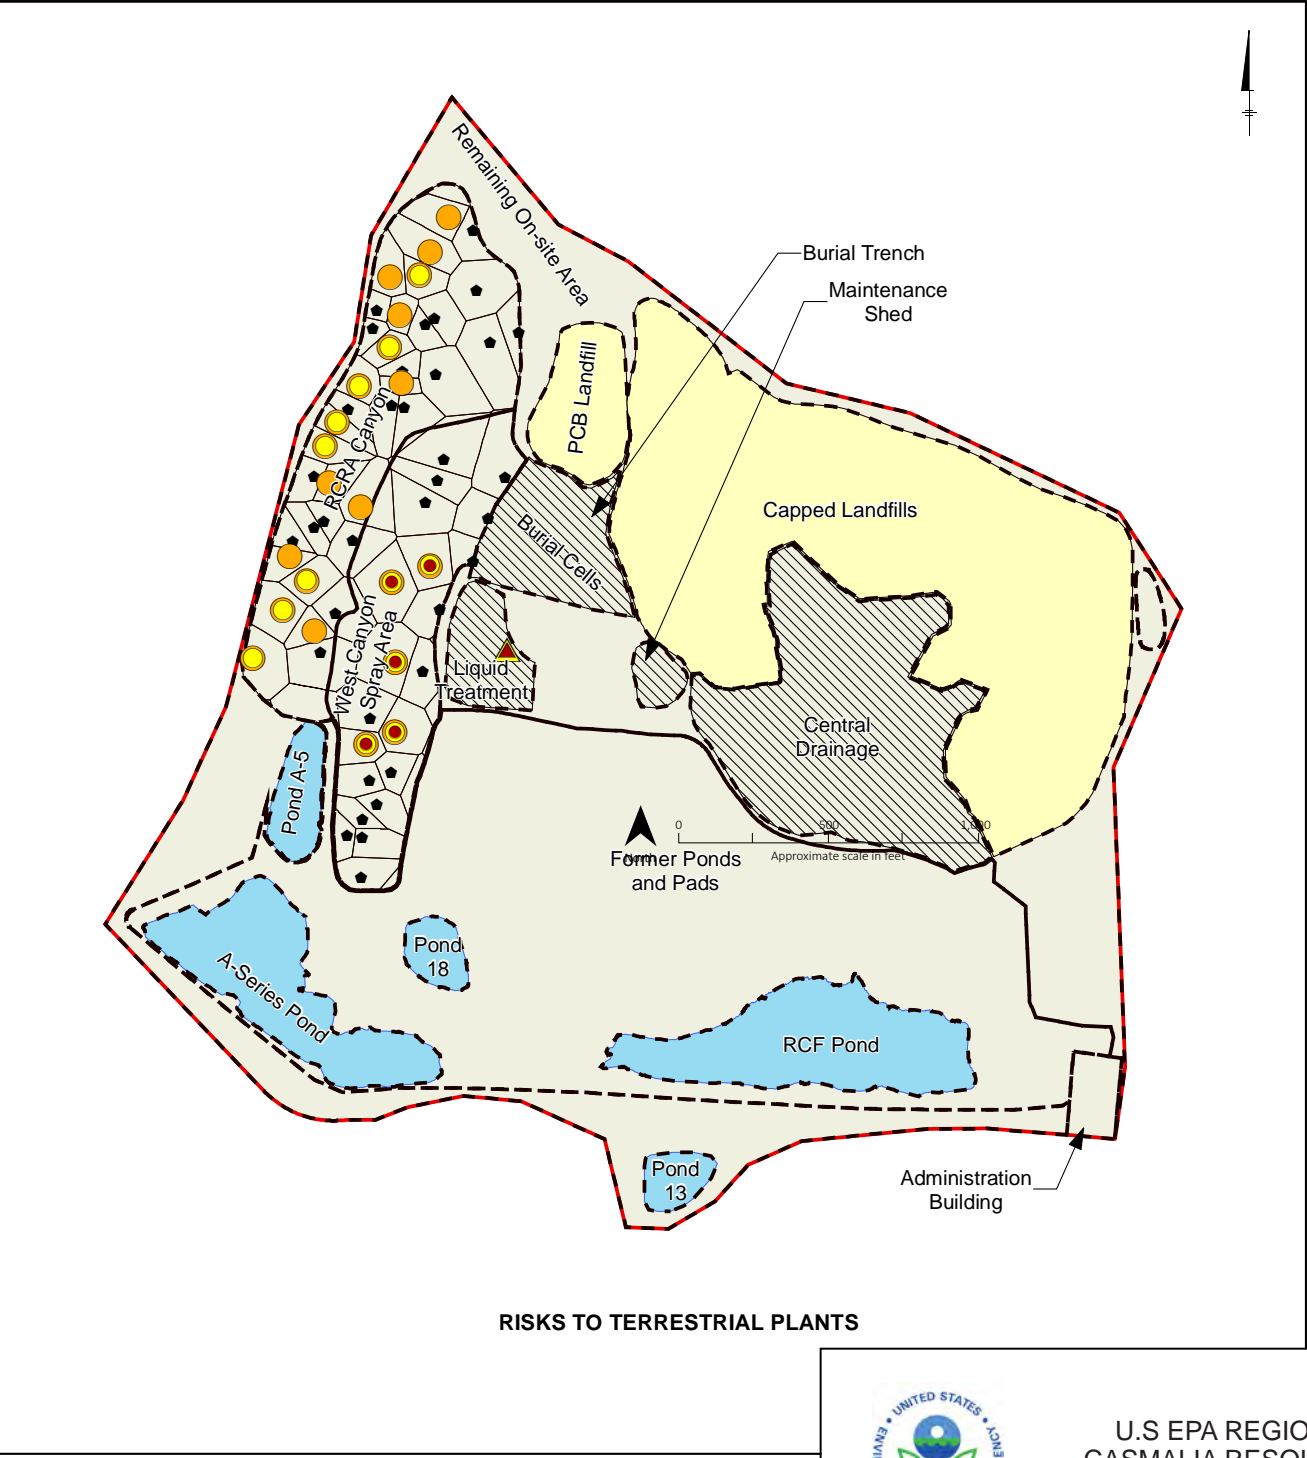 Remaining On-site Area
Burial Trench
Maintenance
Shed
PCB Landfill
RCRA Canyon
Capped Landfills
Burial Cells
West-Canyon
Spray Area
Liquid
Treatment
Central
Drainage
Pond A-5
0 500 1,000
Approximate scale in feet
North
Former Ponds
and Pads
Pond
18
A-Series Pond
RCF Pond
Pond
13
Administration
Building
RISKS TO TERRESTRIAL PLANTS
UNITED STATES
U.S EPA REGIO